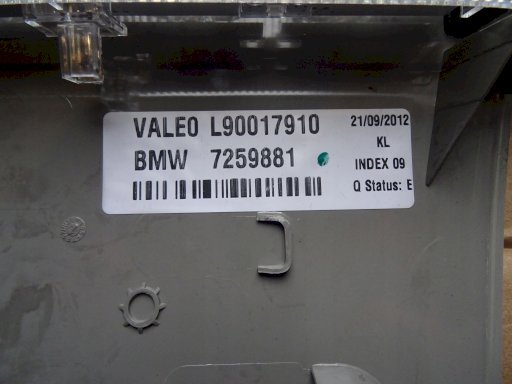 VALEO L90017910
BMW 7259881
21/09/2012
KL
INDEX 09
Q Status: E